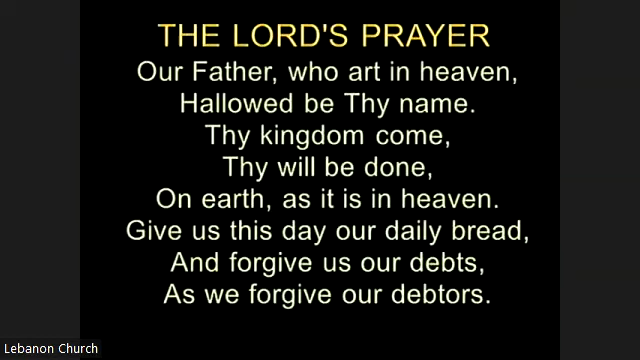 THE LORD'S PRAYER
Our Father, who art in heaven,
Hallowed be Thy name.
Thy kingdom come,
Thy will be done,
On earth, as it is in heaven.
Give us this day our daily bread,
And forgive us our debts,
As we forgive our debtors.
Lebanon Church